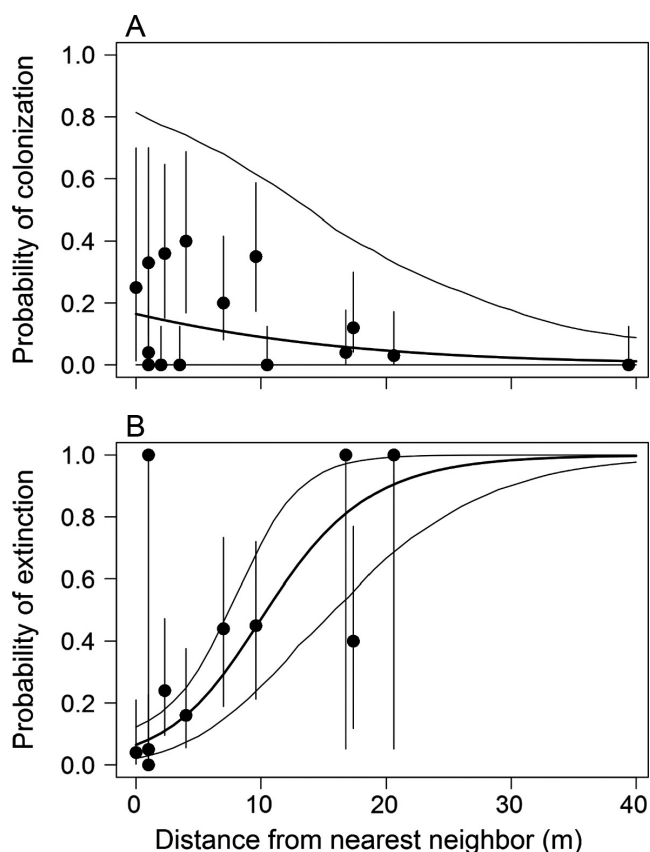 A
Probability of colonization
1.0
0.8
0.6
0.4
0.2
0.0
B
Probability of extinction
1.0
0.8
0.6
0.4
0.2
0.0
0 10 20 30 40
Distance from nearest neighbor (m)